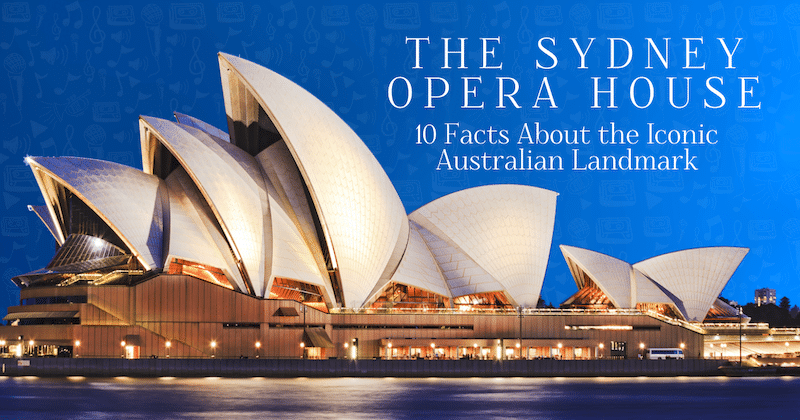 THE SYDNEY
OPERA HOUSE
10 Facts About the Iconic
Australian Landmark